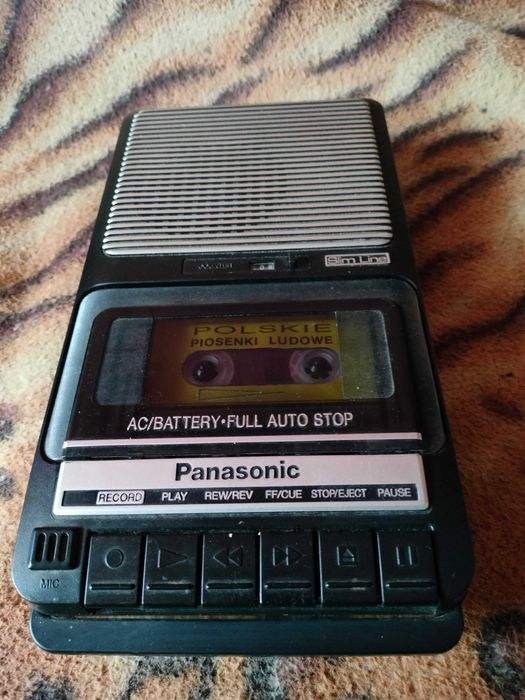 COUNTER
Slim Line
POLSKIE
PIOSENKI LUDOWE
AC/BATTERY•FULL AUTO STOP
Panasonic
RECORD PLAY REW/REV FF/CUE STOP/EJECT PAUSE
MIC